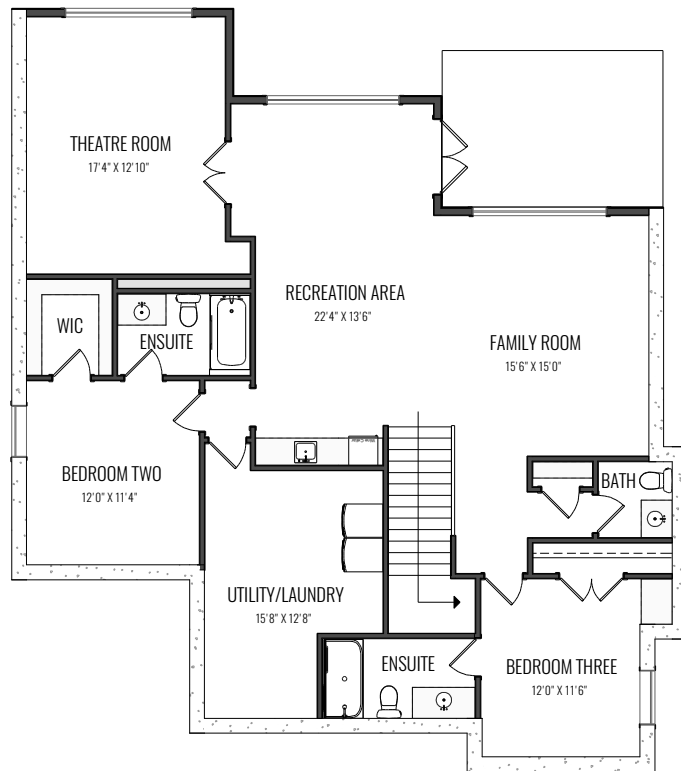 THEATRE ROOM
17'4" X 12'10"
RECREATION AREA
22'4" X 13'6"
WIC
ENSUITE
FAMILY ROOM
15'6" X 15'0"
BEDROOM TWO
12'0" X 11'4"
BATH
UTILITY/LAUNDRY
15'8" X 12'8"
ENSUITE
BEDROOM THREE
12'0" X 11'6"